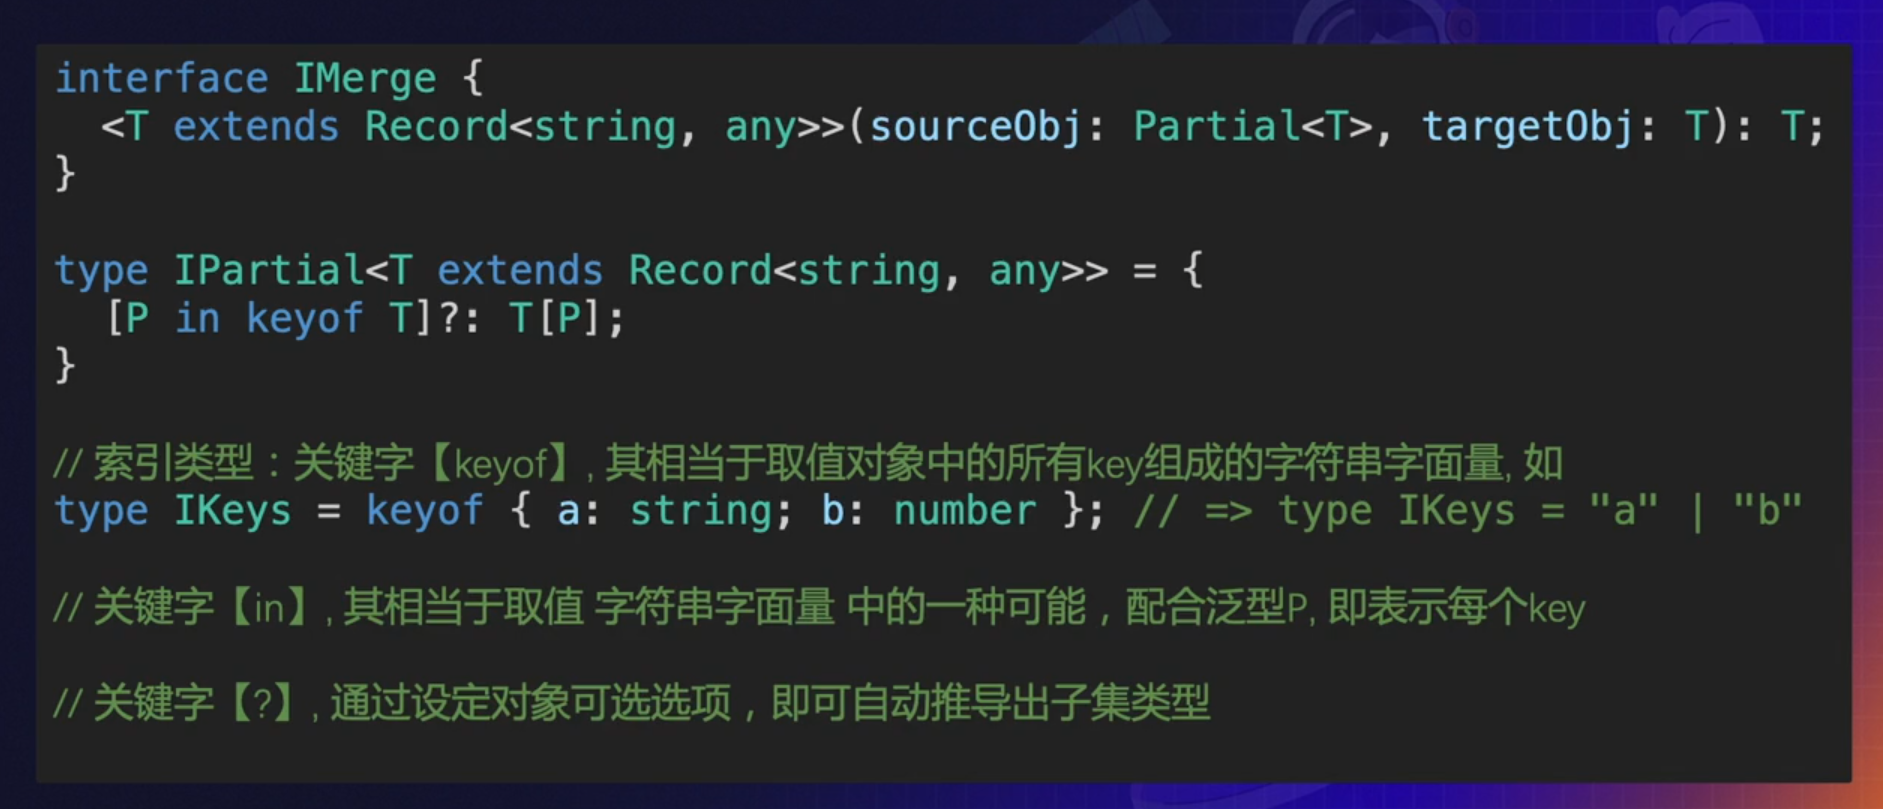 interface IMerge {
  <T extends Record<string, any>>(sourceObj: Partial<T>, targetObj: T): T;
}
type IPartial<T extends Record<string, any>> = {
  [P in keyof T]?: T[P];
}
// 索引类型：关键字【keyof】, 其相当于取值对象中的所有key组成的字符串字面量, 如
type IKeys = keyof { a: string; b: number }; // => type IKeys = "a" | "b"
// 关键字【in】, 其相当于取值 字符串字面量 中的一种可能，配合泛型P, 即表示每个key
// 关键字【?】, 通过设定对象可选选项，即可自动推导出子集类型